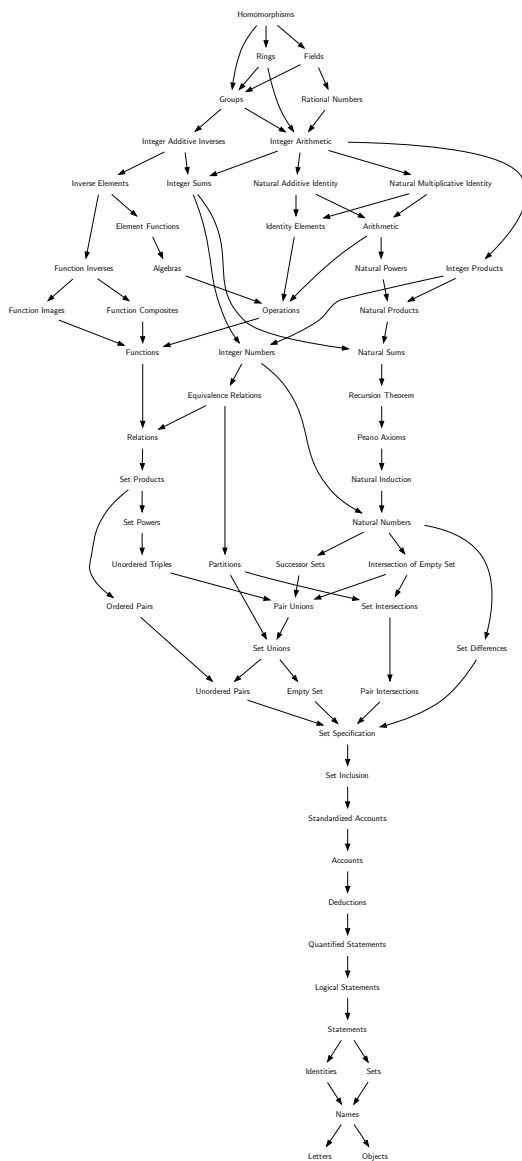 Homomorphisms
Rings Fields
Groups Rational Numbers
Integer Additive Inverses Integer Arithmetic
Inverse Elements Integer Sums Natural Additive Identity Natural Multiplicative Identity
Element Functions Identity Elements Arithmetic
Function Inverses Algebras Natural Powers Integer Products
Function Images Function Composites Operations Natural Products
Functions Integer Numbers Natural Sums
Equivalence Relations Recursion Theorem
Relations Peano Axioms
Set Products Natural Induction
Set Powers Natural Numbers
Unordered Triples Partitions Successor Sets Intersection of Empty Set
Ordered Pairs Pair Unions Set Intersections
Set Unions Set Differences
Unordered Pairs Empty Set Pair Intersections
Set Specification
Set Inclusion
Standardized Accounts
Accounts
Deductions
Quantified Statements
Logical Statements
Statements
Identities Sets
Names
Letters Objects